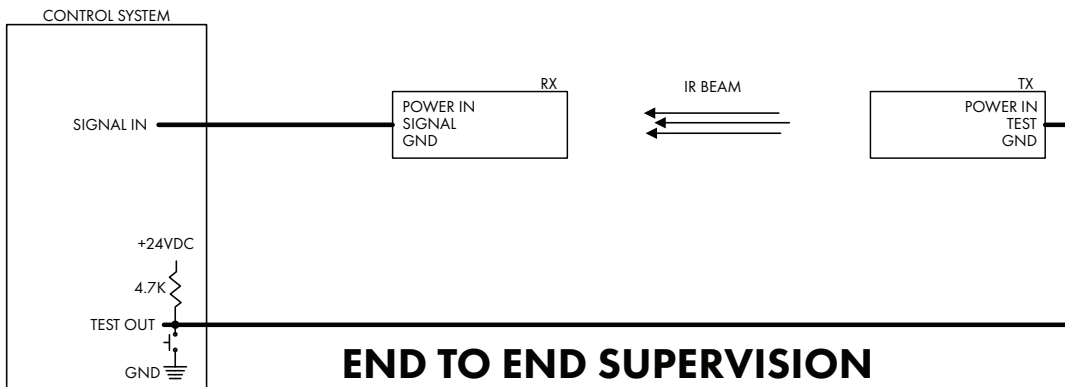 CONTROL SYSTEM
RX
IR BEAM
TX
POWER IN
SIGNAL
GND
POWER IN
TEST
GND
SIGNAL IN
+24VDC
4.7K
TEST OUT
GND
END TO END SUPERVISION